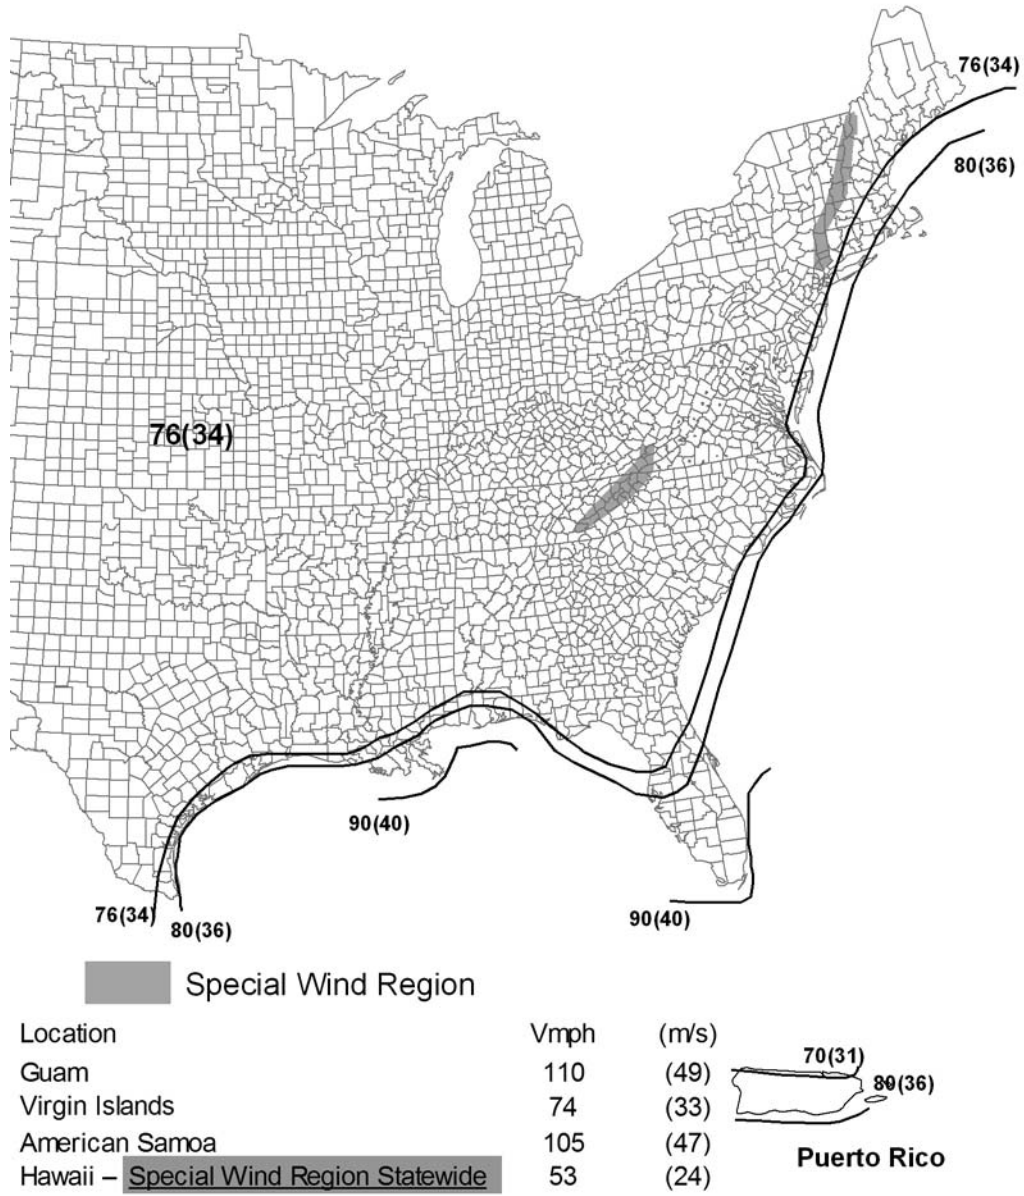 76(34)
80(36)
76(34)
90(40)
76(34)
80(36)
90(40)
Special Wind Region
Location Vmph (m/s)
Guam 110 (49)
Virgin Islands 74 (33)
American Samoa 105 (47)
Hawaii – Special Wind Region Statewide 53 (24)
70(31)
80(36)
Puerto Rico